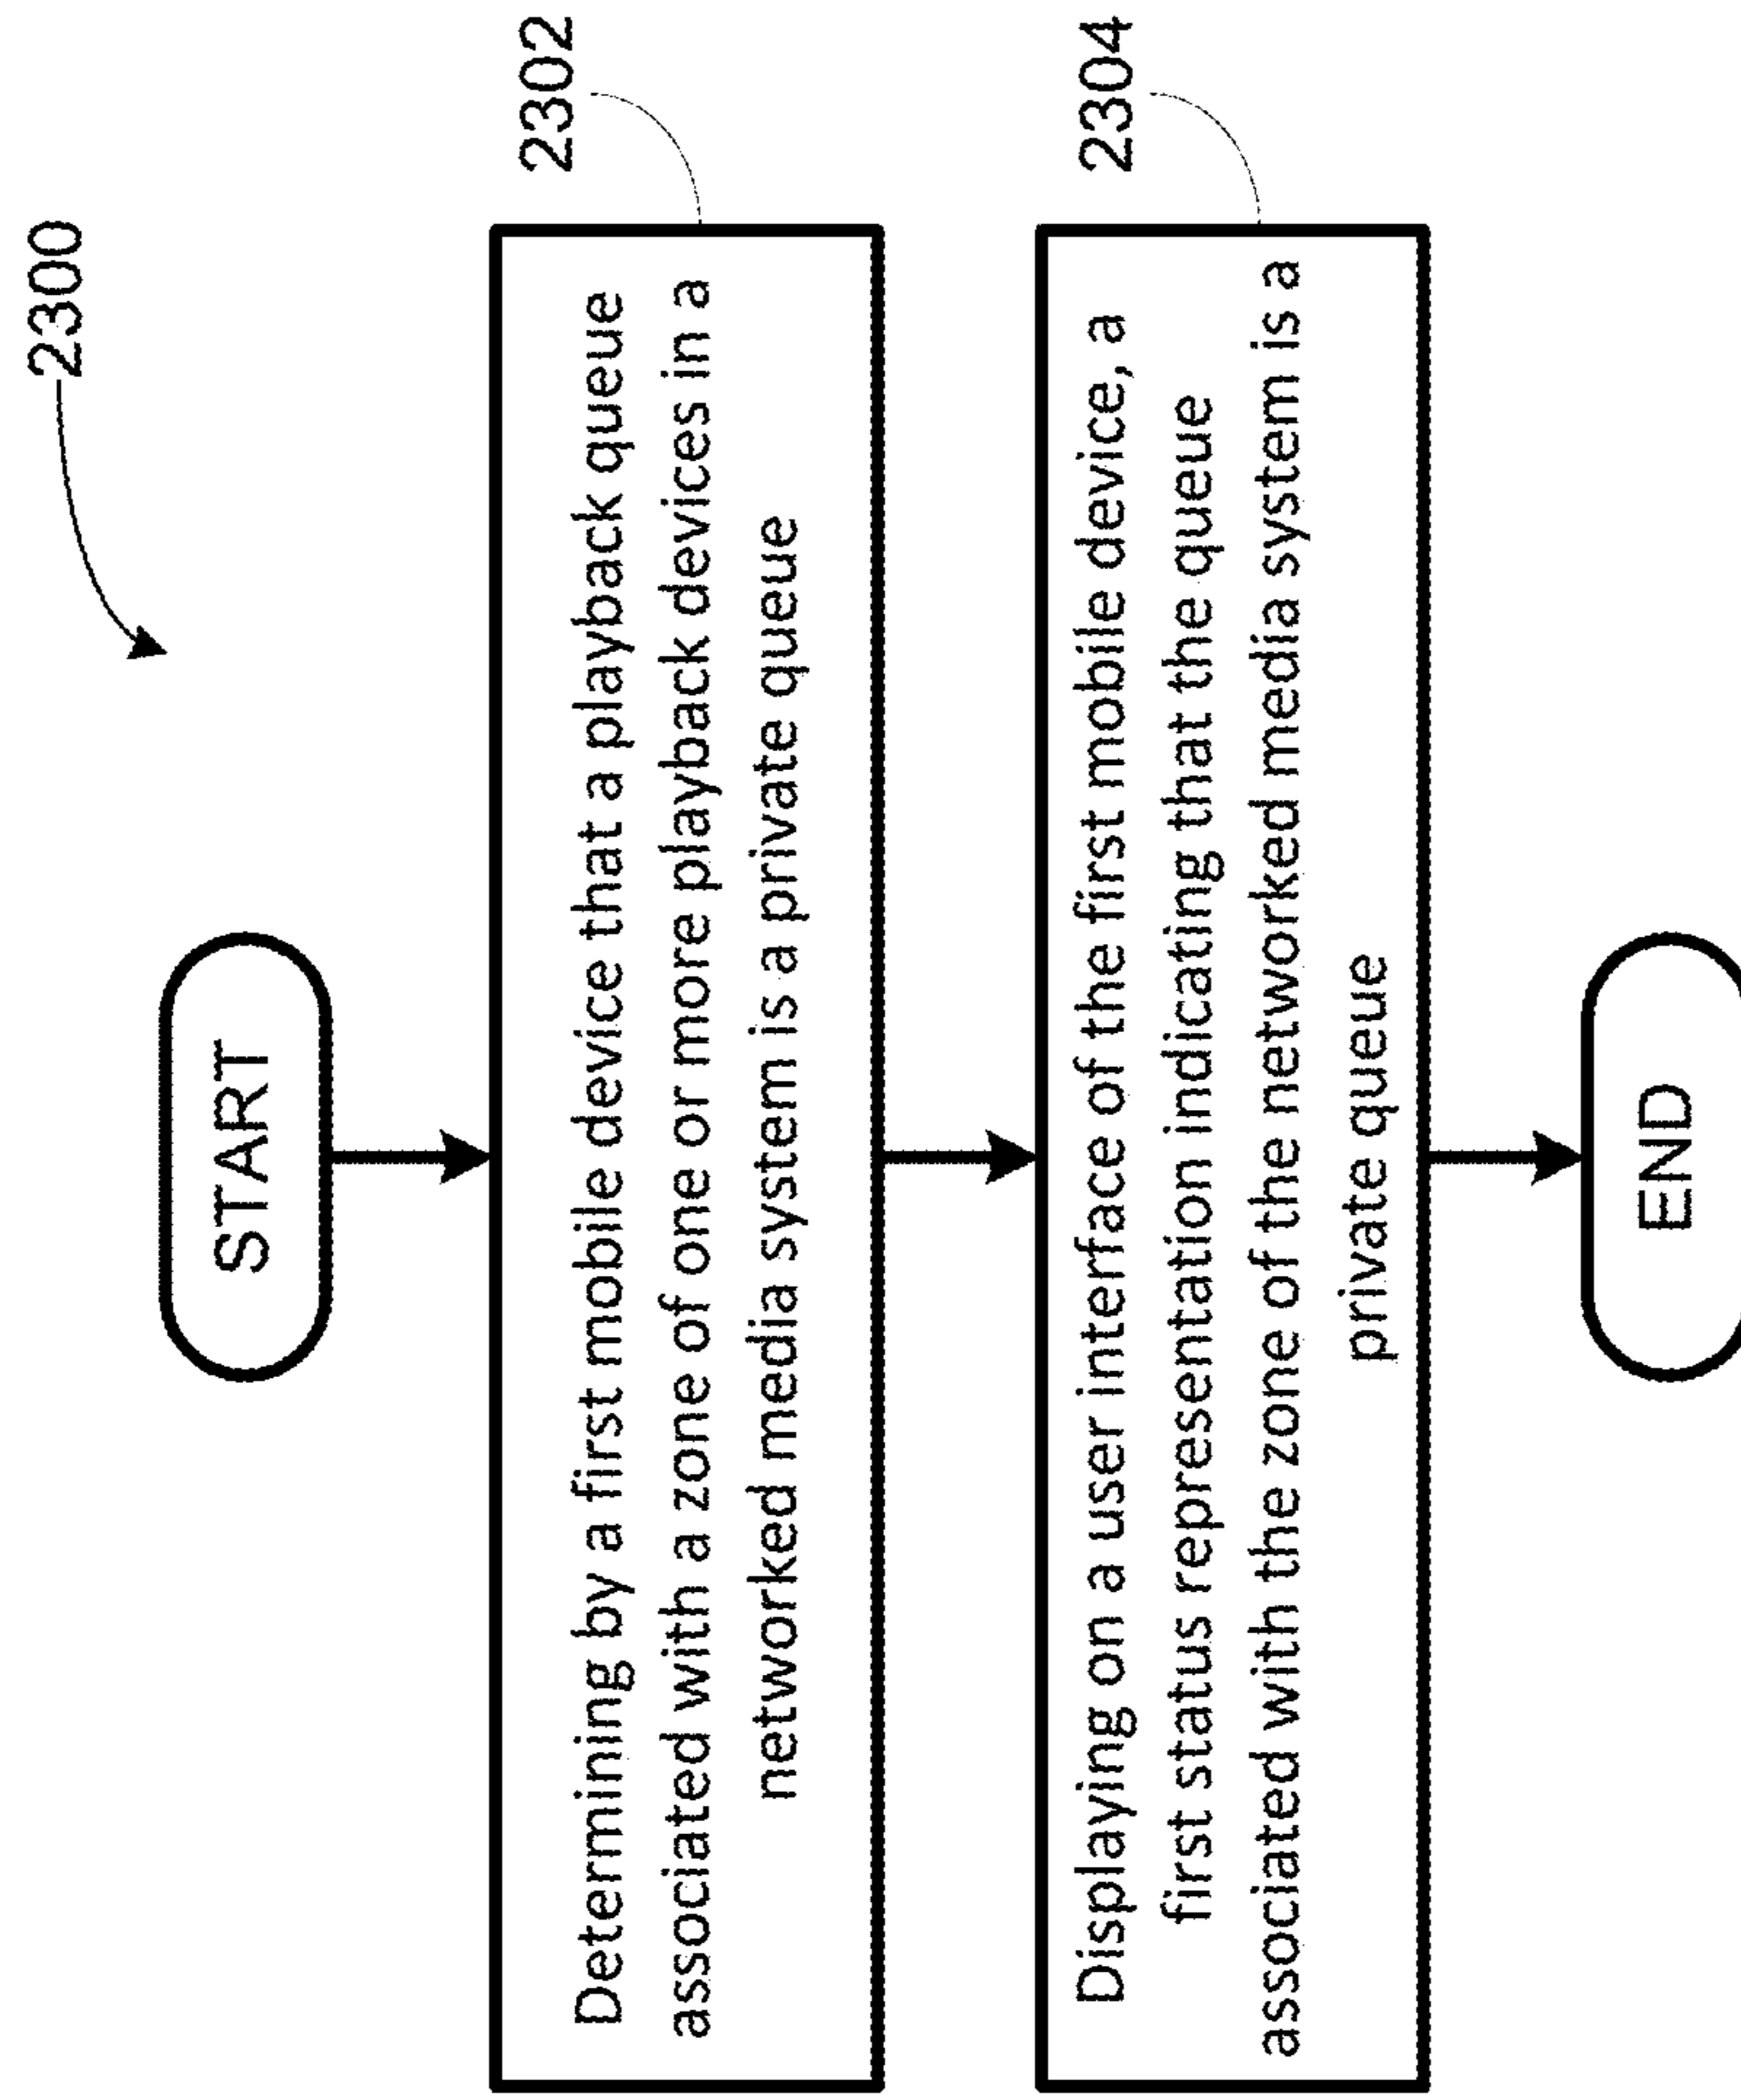 2300
START
2302
Determining by a first mobile device that a playback queue
associated with a zone of one or more playback devices in a
networked media system is a private queue
2304
Displaying on a user interface of the first mobile device, a
first status representation indicating that the queue
associated with the zone of the networked media system is a
private queue
END